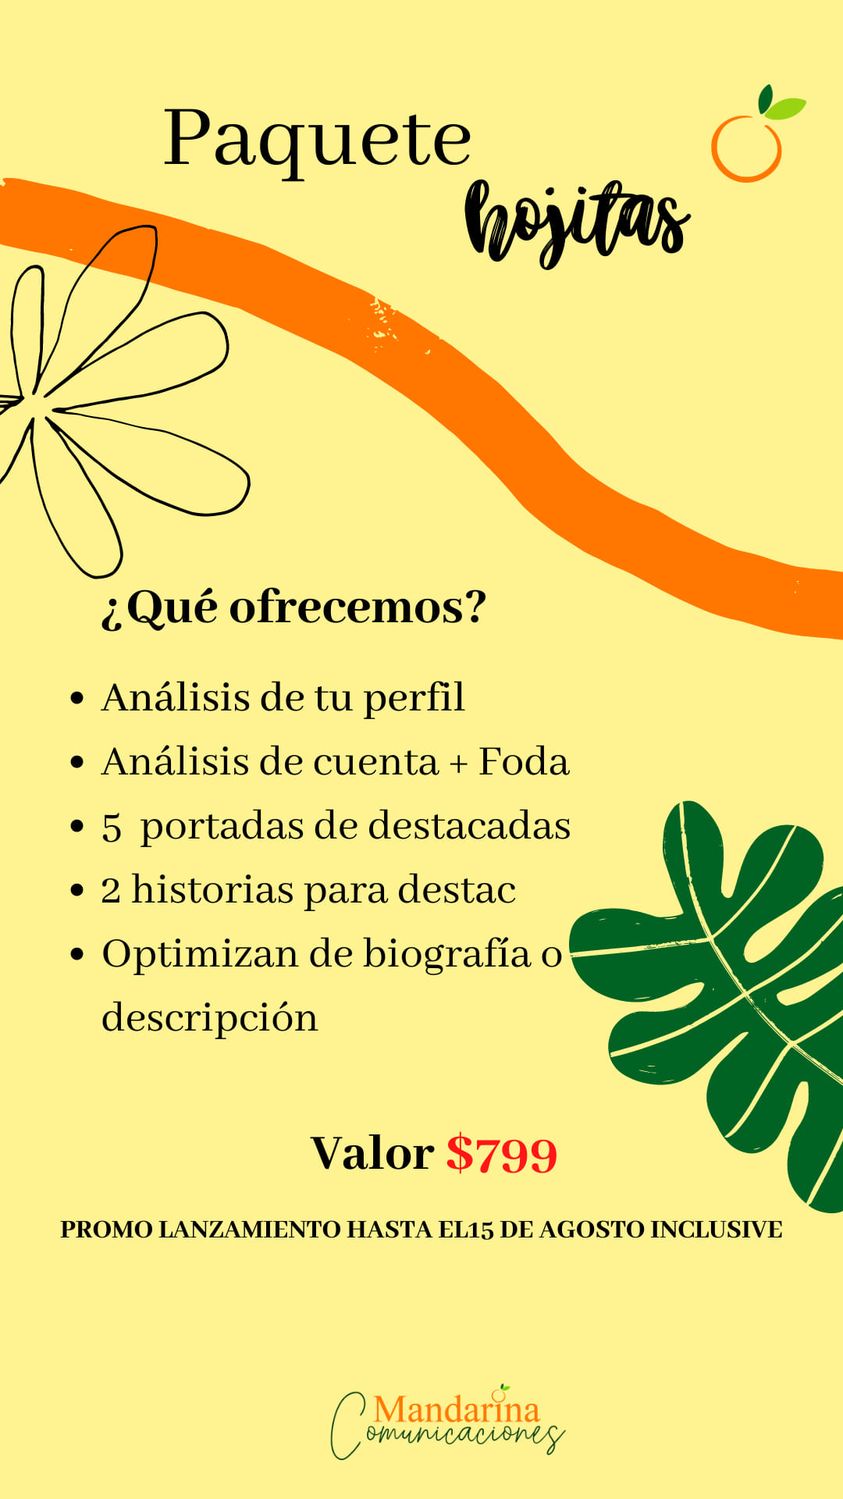 Paquete
hojitas
¿Qué ofrecemos?
• Análisis de tu perfil
• Análisis de cuenta + Foda
• 5  portadas de destacadas
• 2 historias para destac
• Optimizan de biografía o
descripción
Valor $799
PROMO LANZAMIENTO HASTA EL15 DE AGOSTO INCLUSIVE
Mandarina
Comunicaciones